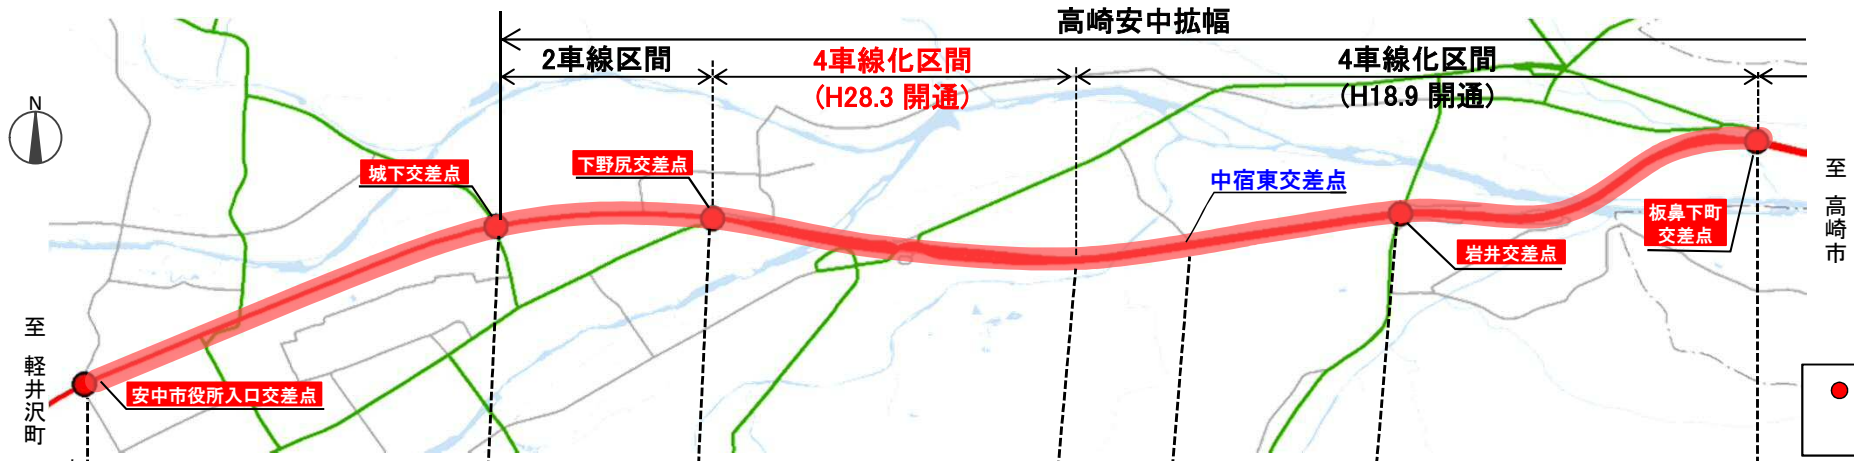 高崎安中拡幅
2車線区間
4車線化区間
(H28.3 開通)
4車線化区間
(H18.9 開通)
N
城下交差点
下野尻交差点
中宿東交差点
岩井交差点
板鼻下町
交差点
安中市役所入口交差点
至 高崎市
至 軽井沢町